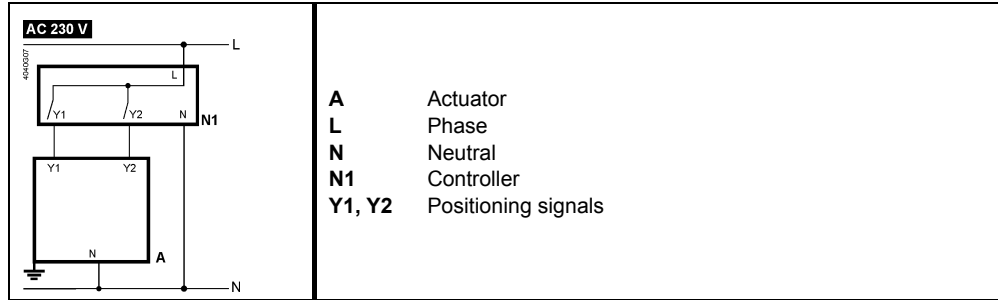 AC 230 V
L
4040G07
L
Y1 Y2 N N1
Y1 Y2
N A
N
A Actuator
L Phase
N Neutral
N1 Controller
Y1, Y2 Positioning signals